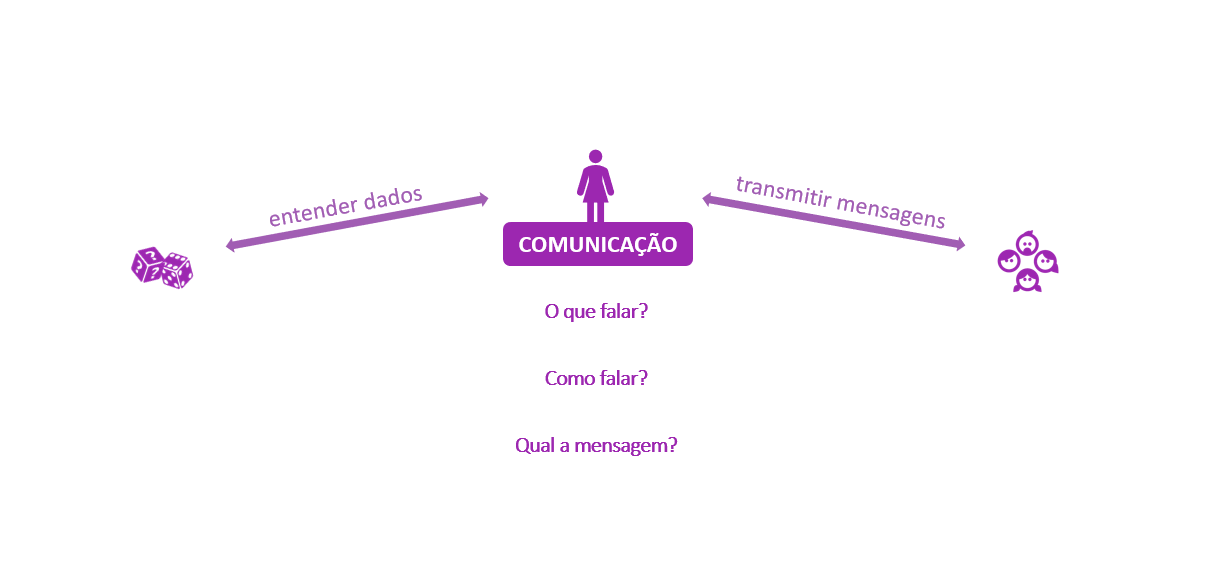 entender dados
transmitir mensagens
COMUNICAÇÃO
O que falar?
Como falar?
Qual a mensagem?